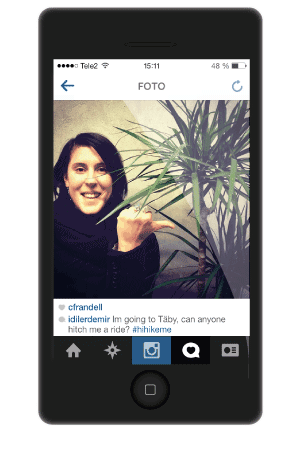 Tele2 15:11 48 %
FOTO
cfrandell
idilerdemir Im going to Täby, can anyone
hitch me a ride? #hihikeme